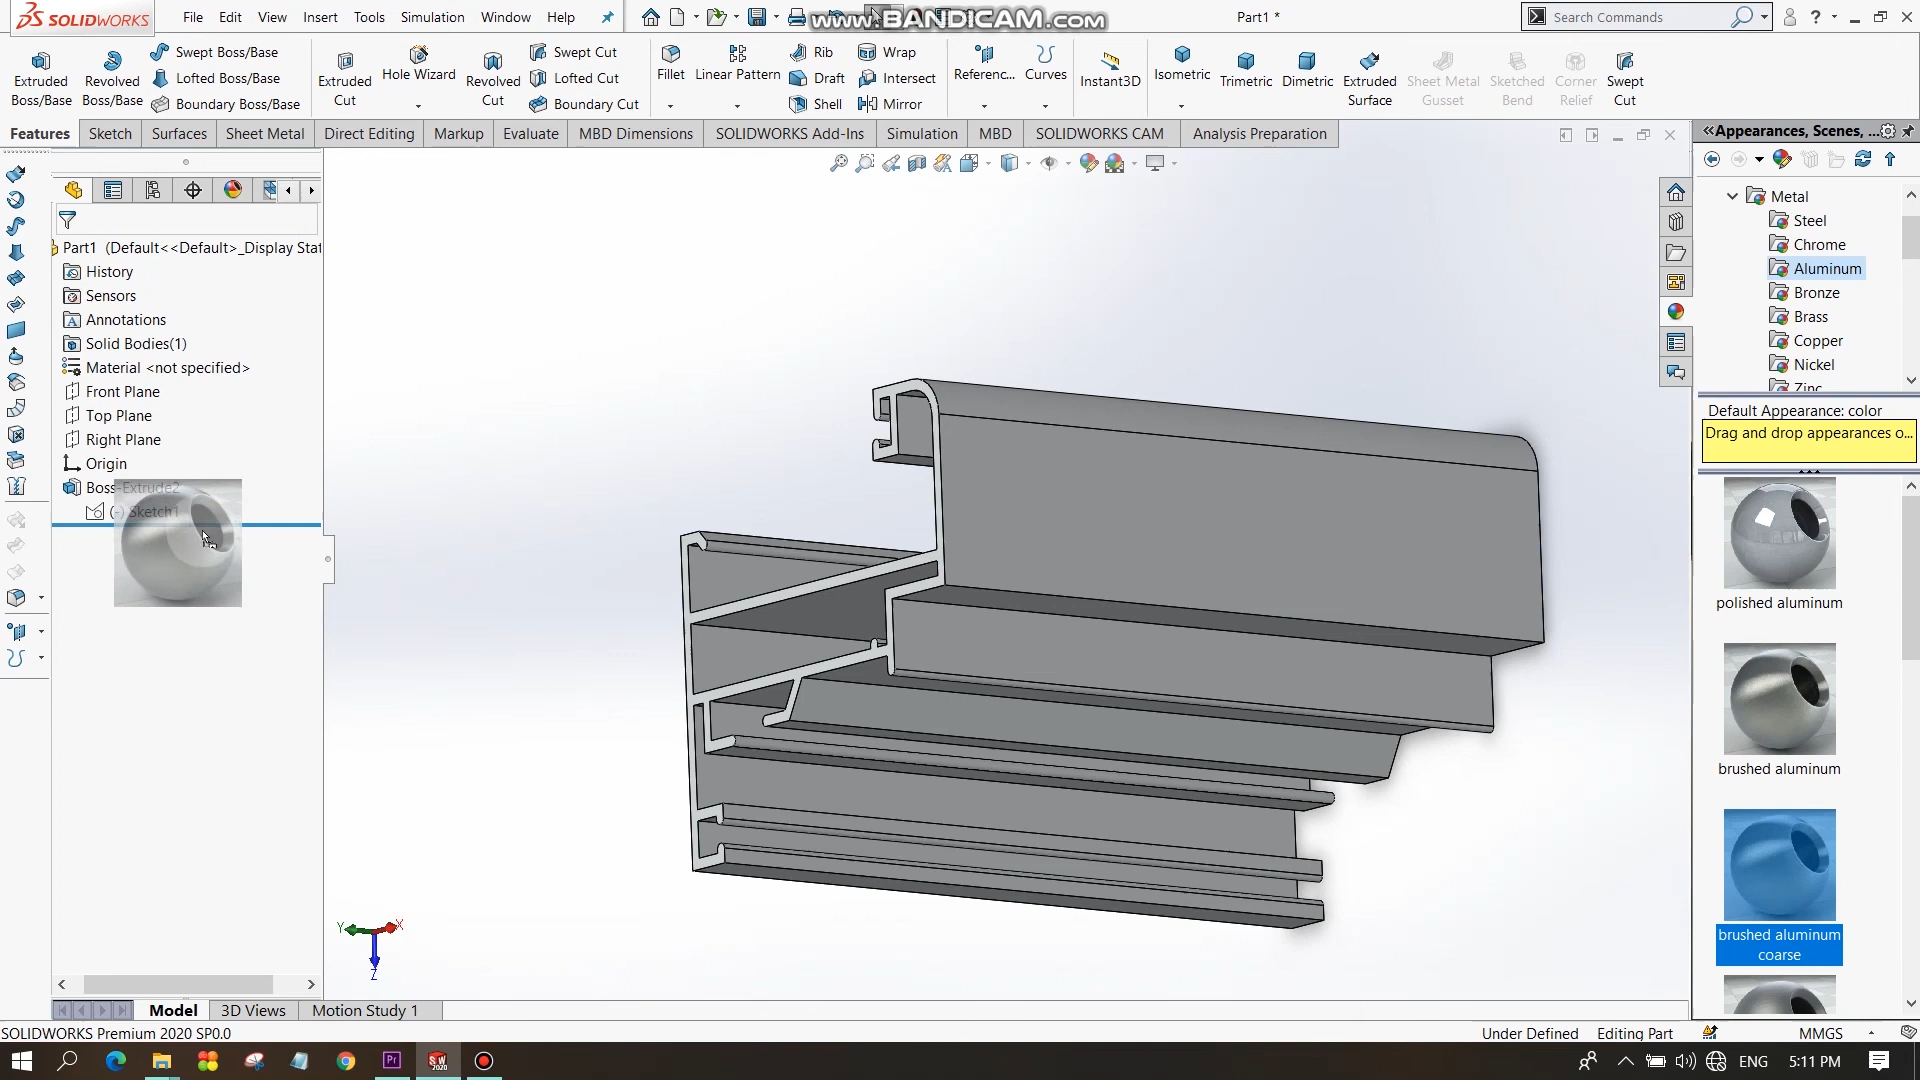 SOLIDWORKS
File Edit View Insert Tools Simulation Window Help
www.BANDICAM.com
Part1 *
Search Commands
Extruded Boss/Base
Revolved Boss/Base
Swept Boss/Base
Lofted Boss/Base
Boundary Boss/Base
Extruded Cut
Hole Wizard
Revolved Cut
Swept Cut
Lofted Cut
Boundary Cut
Fillet
Linear Pattern
Rib
Draft
Shell
Wrap
Intersect
Mirror
Referenc...
Curves
Instant3D
Isometric
Trimetric
Dimetric
Extruded Surface
Sheet Metal Gusset
Sketched Bend
Corner Relief
Swept Cut
Features Sketch Surfaces Sheet Metal Direct Editing Markup Evaluate MBD Dimensions SOLIDWORKS Add-Ins Simulation MBD SOLIDWORKS CAM Analysis Preparation
Part1 (Default<<Default>_Display Stat
History
Sensors
Annotations
Solid Bodies(1)
Material <not specified>
Front Plane
Top Plane
Right Plane
Origin
Boss-Extrude2
(-) Sketch1
Y X
Z
Appearances, Scenes, ...
Metal
Steel
Chrome
Aluminum
Bronze
Brass
Copper
Nickel
Zinc
Default Appearance: color
Drag and drop appearances o...
polished aluminum
brushed aluminum
brushed aluminum
coarse
Model 3D Views Motion Study 1
SOLIDWORKS Premium 2020 SP0.0
Under Defined Editing Part MMGS
Pr
SW
2020
ENG 5:11 PM